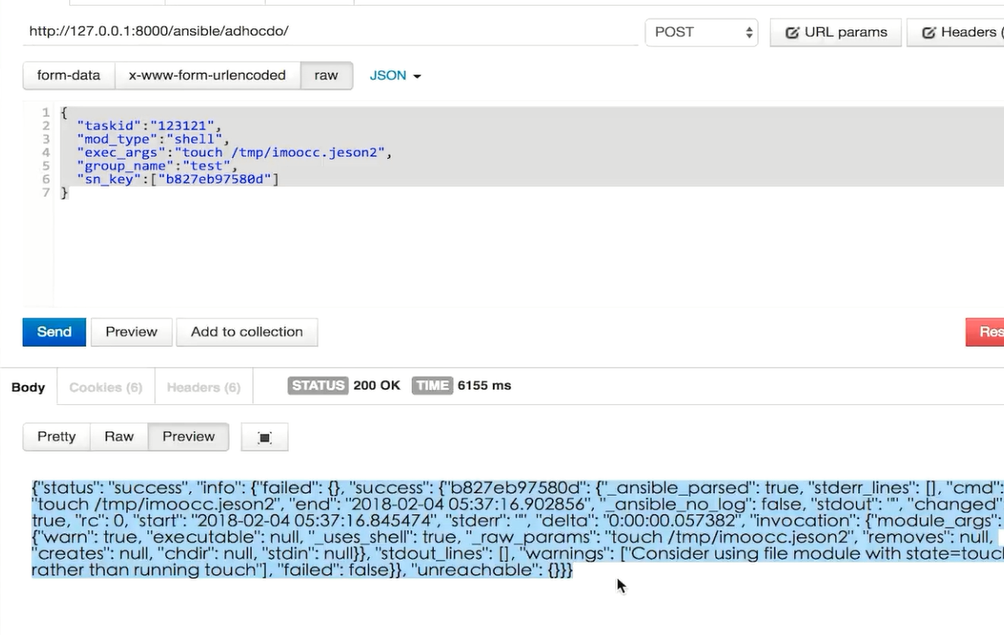 http://127.0.0.1:8000/ansible/adhocdo/
POST
URL params
Headers (
form-data
x-www-form-urlencoded
raw
JSON
1 {
2 "taskid":"123121",
3 "mod_type":"shell",
4 "exec_args":"touch /tmp/imoocc.jeson2",
5 "group_name":"test",
6 "sn_key":["b827eb97580d"]
7 }
Send
Preview
Add to collection
Res
Body
Cookies (6)
Headers (6)
STATUS 200 OK TIME 6155 ms
Pretty
Raw
Preview
{"status": "success", "info": {"failed": {}, "success": {"b827eb97580d": {"_ansible_parsed": true, "stderr_lines": [], "cmd":
"touch /tmp/imoocc.jeson2", "end": "2018-02-04 05:37:16.902856", "_ansible_no_log": false, "stdout": "", "changed":
true, "rc": 0, "start": "2018-02-04 05:37:16.845474", "stderr": "", "delta": "0:00:00.057382", "invocation": {"module_args":
{"warn": true, "executable": null, "_uses_shell": true, "_raw_params": "touch /tmp/imoocc.jeson2", "removes": null,
"creates": null, "chdir": null, "stdin": null}}, "stdout_lines": [], "warnings": ["Consider using file module with state=touc
rather than running touch"], "failed": false}}, "unreachable": {}}}